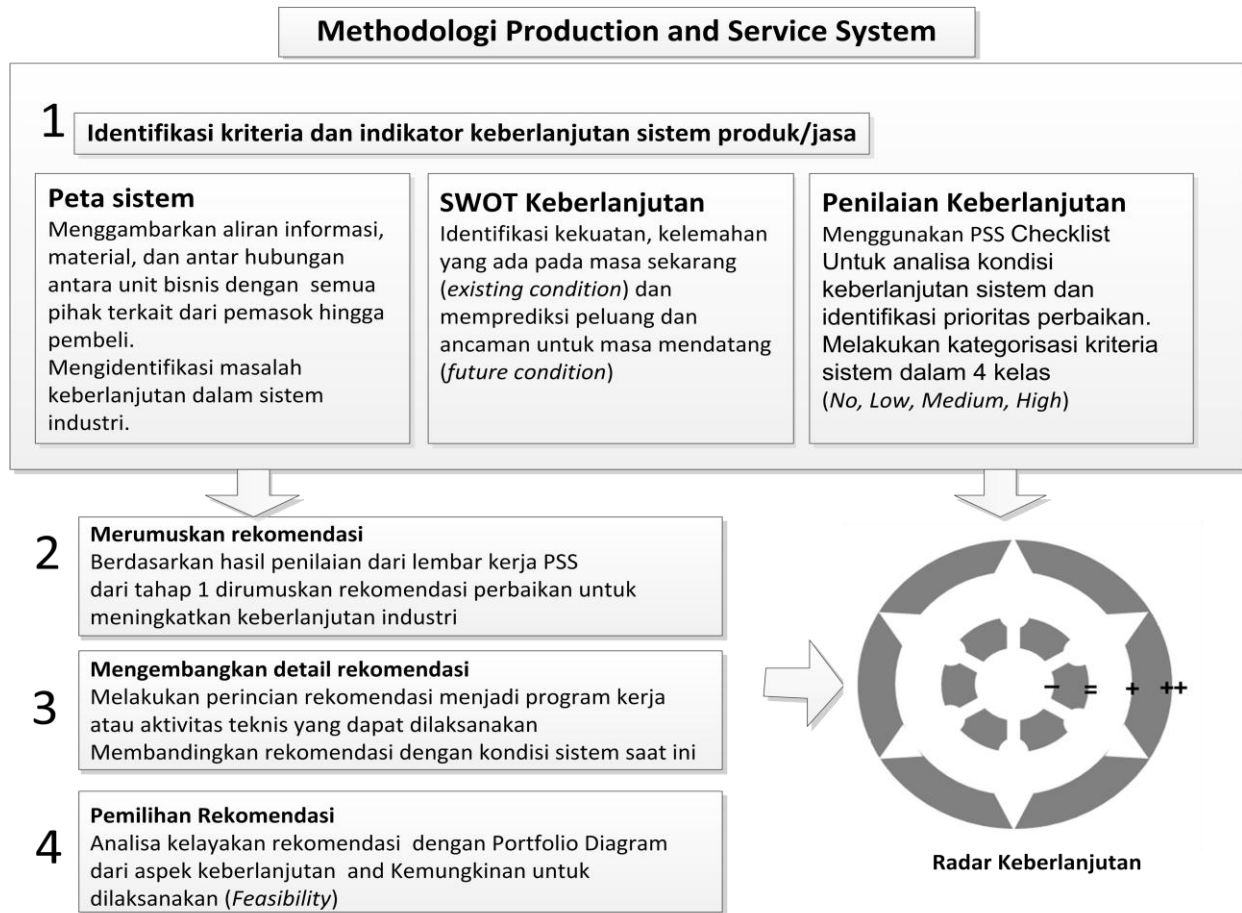 Methodologi Production and Service System
1
Identifikasi kriteria dan indikator keberlanjutan sistem produk/jasa
Peta sistem
Menggambarkan aliran informasi,
material, dan antar hubungan
antara unit bisnis dengan semua
pihak terkait dari pemasok hingga
pembeli.
Mengidentifikasi masalah
keberlanjutan dalam sistem
industri.
SWOT Keberlanjutan
Identifikasi kekuatan, kelemahan
yang ada pada masa sekarang
(existing condition) dan
memprediksi peluang dan
ancaman untuk masa mendatang
(future condition)
Penilaian Keberlanjutan
Menggunakan PSS Checklist
Untuk analisa kondisi
keberlanjutan sistem dan
identifikasi prioritas perbaikan.
Melakukan kategorisasi kriteria
sistem dalam 4 kelas
(No, Low, Medium, High)
2
Merumuskan rekomendasi
Berdasarkan hasil penilaian dari lembar kerja PSS
dari tahap 1 dirumuskan rekomendasi perbaikan untuk
meningkatkan keberlanjutan industri
3
Mengembangkan detail rekomendasi
Melakukan perincian rekomendasi menjadi program kerja
atau aktivitas teknis yang dapat dilaksanakan
Membandingkan rekomendasi dengan kondisi sistem saat ini
4
Pemilihan Rekomendasi
Analisa kelayakan rekomendasi dengan Portfolio Diagram
dari aspek keberlanjutan and Kemungkinan untuk
dilaksanakan (Feasibility)
– = + ++
Radar Keberlanjutan